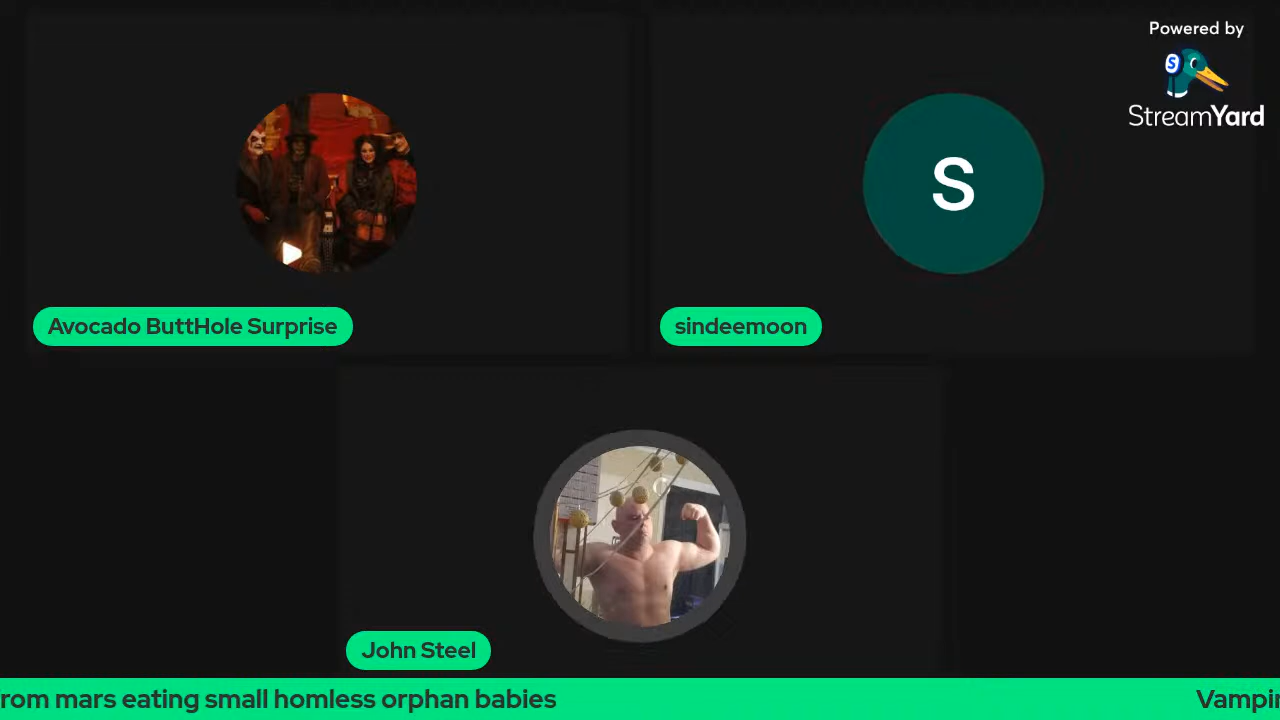 Powered by
S
StreamYard
S
Avocado ButtHole Surprise
sindeemoon
John Steel
rom mars eating small homless orphan babies
Vampir